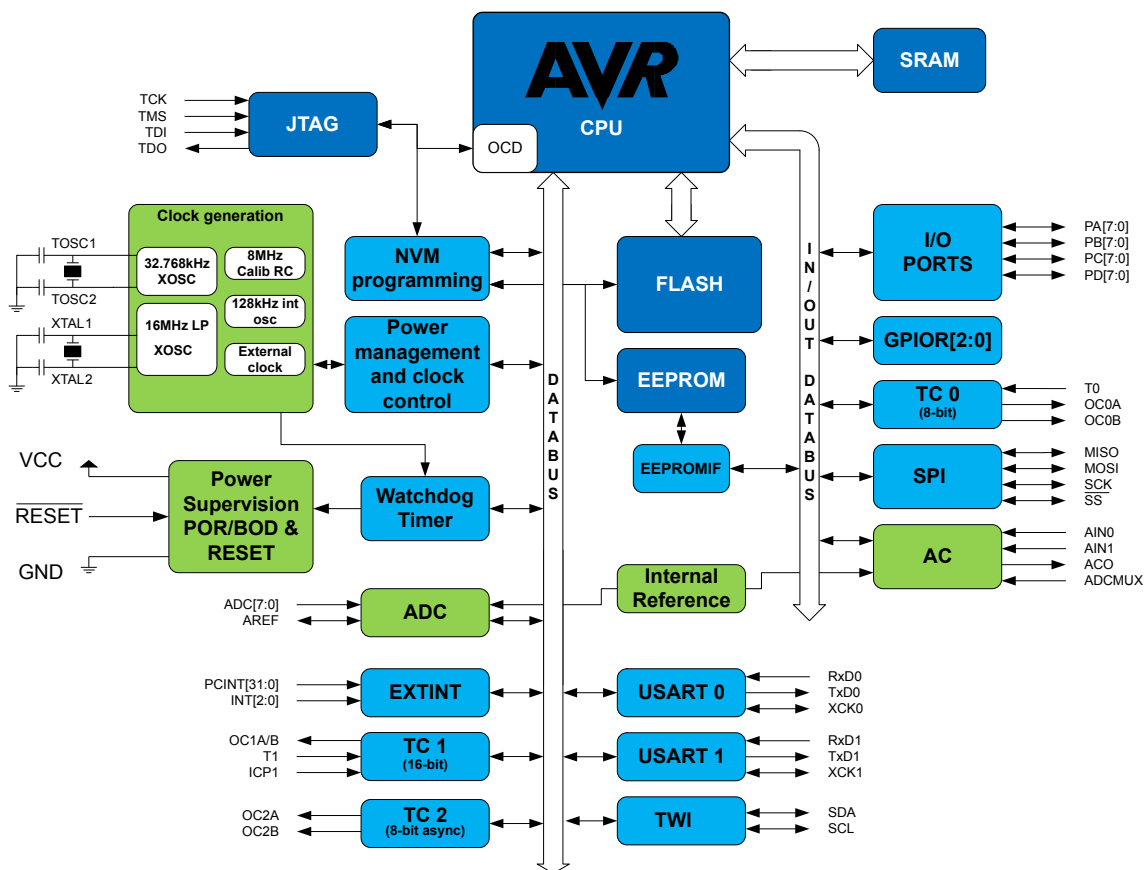 AVR
CPU
OCD
SRAM
TCK
TMS
TDI
TDO
JTAG
Clock generation
TOSC1
TOSC2
XTAL1
XTAL2
32.768kHz
XOSC
8MHz
Calib RC
16MHz LP
XOSC
128kHz int
osc
External
clock
NVM
programming
Power
management
and clock
control
FLASH
EEPROM
EEPROMIF
DATABUS
IN/OUT DATABUS
I/O
PORTS
PA[7:0]
PB[7:0]
PC[7:0]
PD[7:0]
GPIOR[2:0]
TC 0
(8-bit)
T0
OC0A
OC0B
SPI
MISO
MOSI
SCK
SS
AC
AIN0
AIN1
ACO
ADCMUX
VCC
RESET
GND
Power
Supervision
POR/BOD &
RESET
Watchdog
Timer
Internal
Reference
ADC[7:0]
AREF
ADC
PCINT[31:0]
INT[2:0]
EXTINT
OC1A/B
T1
ICP1
TC 1
(16-bit)
OC2A
OC2B
TC 2
(8-bit async)
USART 0
RxD0
TxD0
XCK0
USART 1
RxD1
TxD1
XCK1
TWI
SDA
SCL